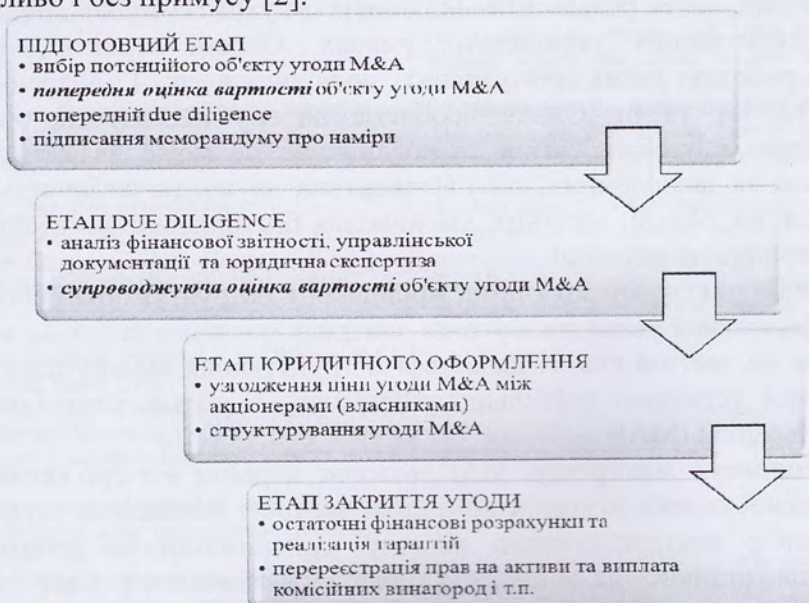 ливо і без примусу [2].
ПІДГОТОВЧИЙ ЕТАП
• вибір потенційого об'єкту угоди M&A
• попередня оцінка вартості об'єкту угоди M&A
• попередній due diligence
• підписання меморандуму про наміри
ЕТАП DUE DILIGENCE
• аналіз фінансової звітності, управлінської
документації та юридична експертиза
• супроводжуюча оцінка вартості об'єкту угоди M&A
ЕТАП ЮРИДИЧНОГО ОФОРМЛЕННЯ
• узгодження ціни угоди M&A між
акціонерами (власниками)
• структурування угоди M&A
ЕТАП ЗАКРИТТЯ УГОДИ
• остаточні фінансові розрахунки та
реалізація гарантій
• перереєстрація прав на активи та виплата
комісійних винагород і т.п.